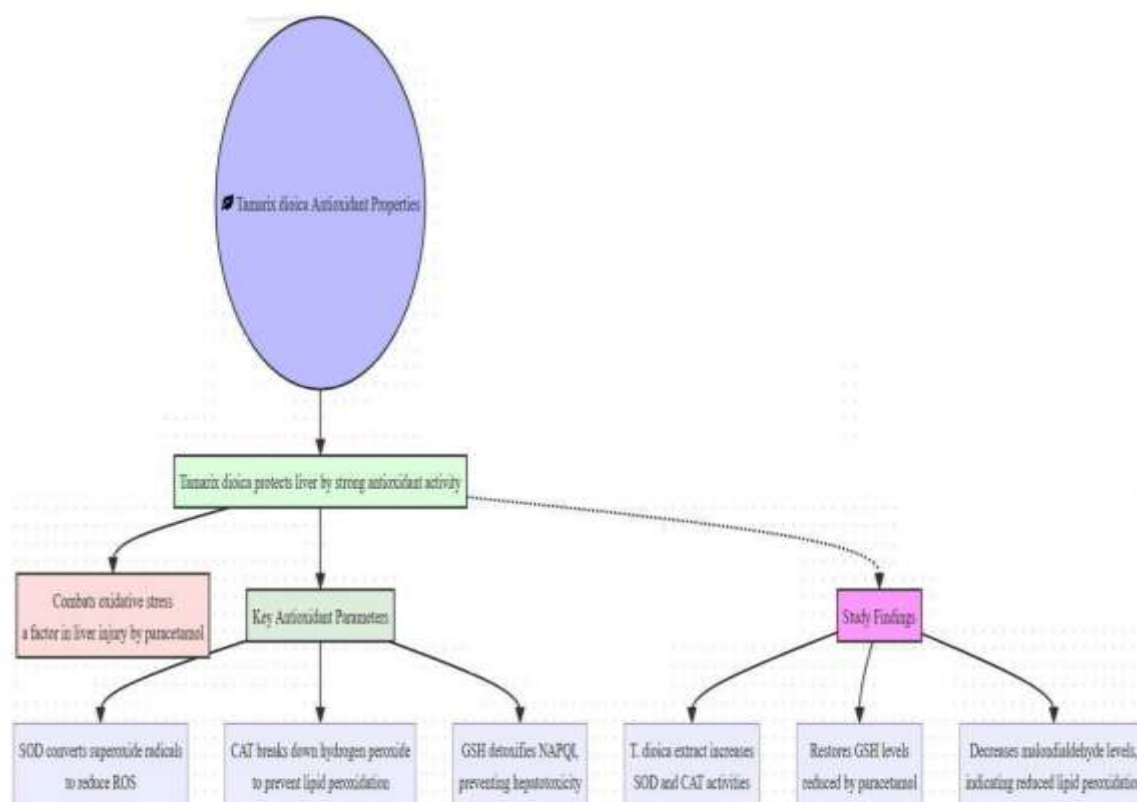 Tamarix dioica Antioxidant Properties
Tamarix dioica protects liver by strong antioxidant activity
Combats oxidative stress
a factor in liver injury by paracetamol
Key Antioxidant Parameters
Study Findings
SOD converts superoxide radicals
to reduce ROS
CAT breaks down hydrogen peroxide
to prevent lipid peroxidation
GSH detoxifies NAPQI,
preventing hepatotoxicity
T. dioica extract increases
SOD and CAT activities
Restores GSH levels
reduced by paracetamol
Decreases malondialdehyde levels,
indicating reduced lipid peroxidation